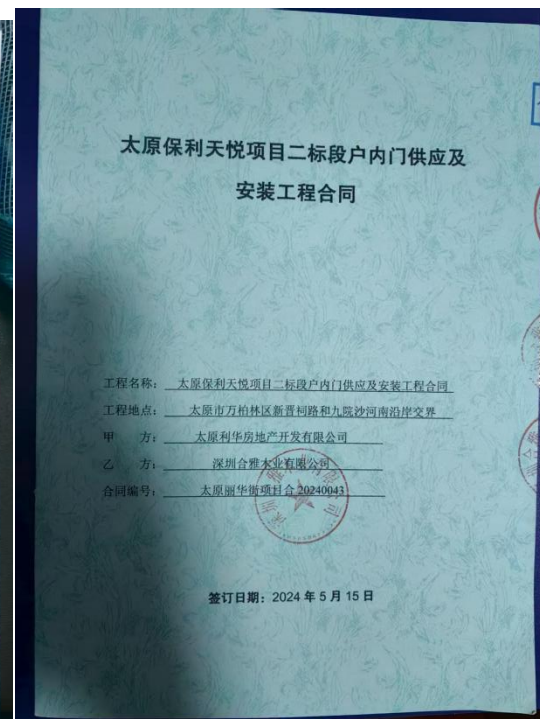 太原保利天悦项目二标段户内门供应及
安装工程合同
工程名称： 太原保利天悦项目二标段户内门供应及安装工程合同
工程地点： 太原市万柏林区新晋祠路和九院沙河南沿岸交界
甲 方： 太原利华房地产开发有限公司
乙 方： 深圳合雅木业有限公司
合同编号： 太原丽华街项目合 20240043
签订日期：2024 年 5 月 15 日